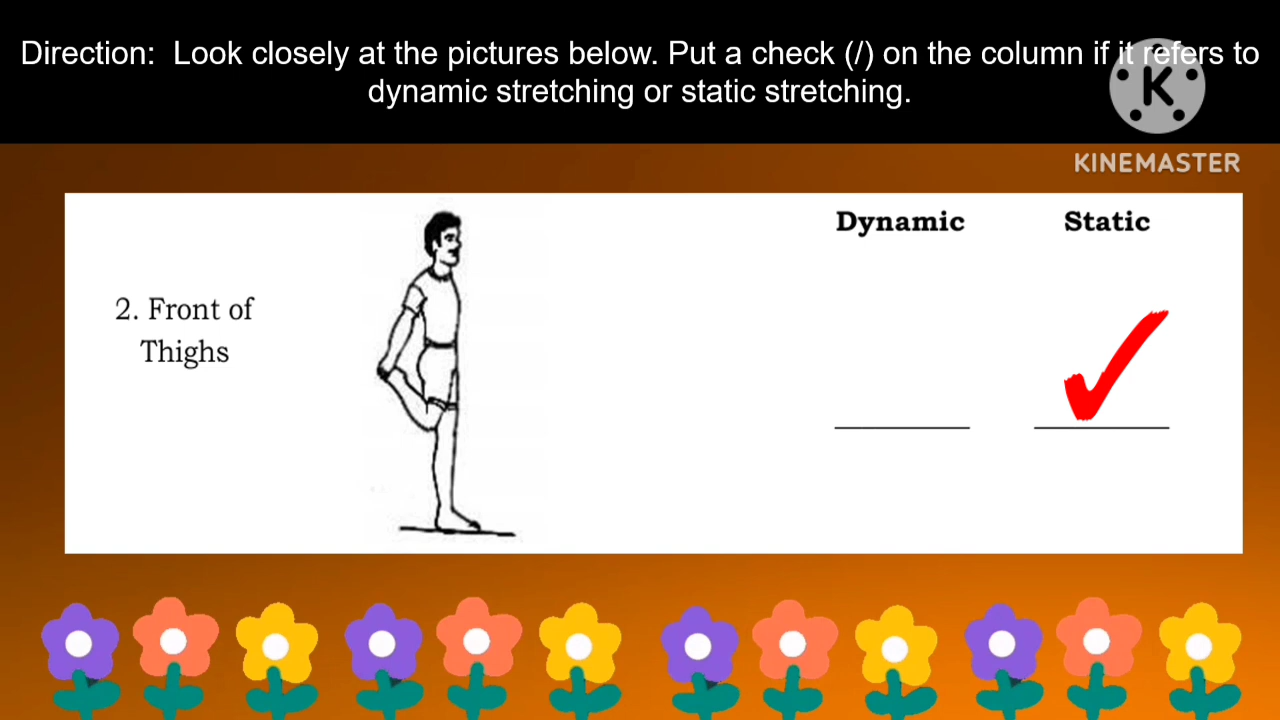 Direction:  Look closely at the pictures below. Put a check (/) on the column if it refers to
dynamic stretching or static stretching.
K
KINEMASTER
Dynamic Static
2. Front of
Thighs